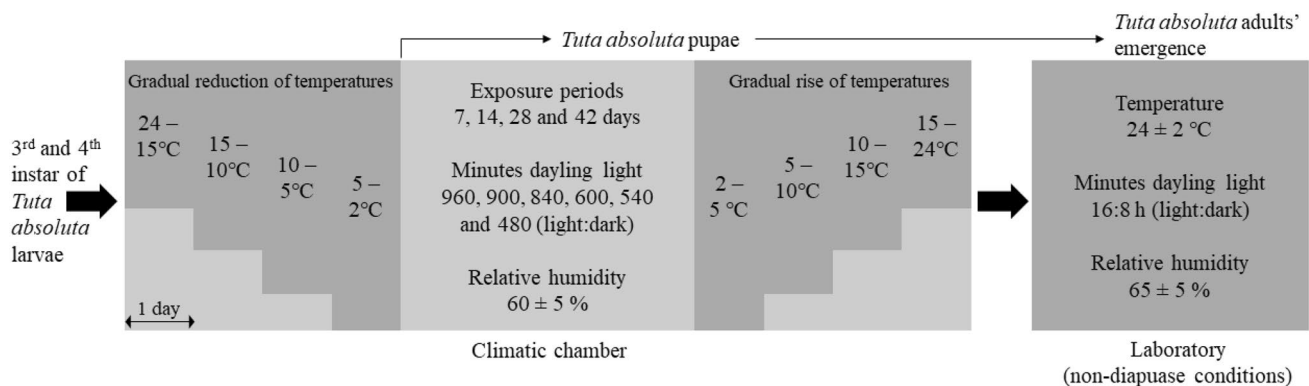 Tuta absoluta pupae
Tuta absoluta adults’
emergence
3rd and 4th
instar of
Tuta
absoluta
larvae
Gradual reduction of temperatures
24 –
15℃
15 –
10℃
10 –
5℃
5 –
2℃
1 day
Exposure periods
7, 14, 28 and 42 days
Minutes dayling light
960, 900, 840, 600, 540
and 480 (light:dark)
Relative humidity
60 ± 5 %
Climatic chamber
Gradual rise of temperatures
2 –
5 ℃
5 –
10℃
10 –
15℃
15 –
24℃
Temperature
24 ± 2 ℃
Minutes dayling light
16:8 h (light:dark)
Relative humidity
65 ± 5 %
Laboratory
(non-diapuase conditions)